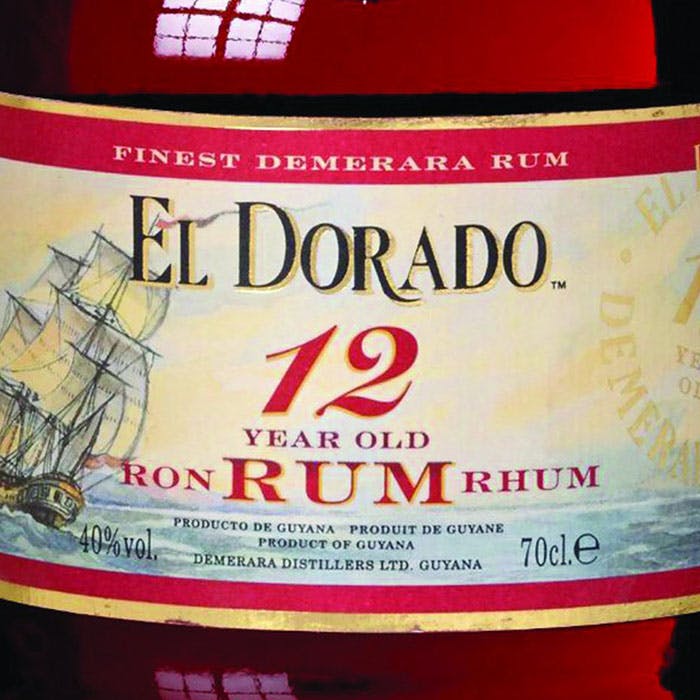 FINEST DEMERARA RUM
EL DORADO™
12
YEAR OLD
RON RUM RHUM
PRODUCTO DE GUYANA PRODUIT DE GUYANE
PRODUCT OF GUYANA
DEMERARA DISTILLERS LTD. GUYANA
40%vol.
70cl.e